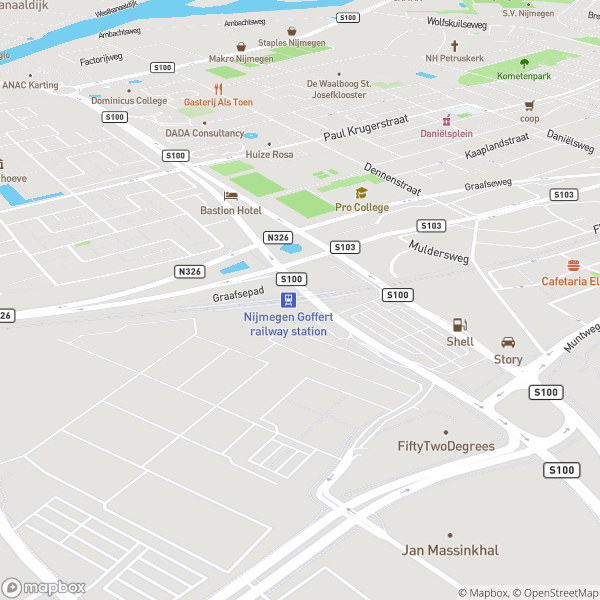 anaaldijk
Westkanaaldijk
Ambachtsweg
Ambachtsweg
S100
Wolfskuilseweg
S.V. Nijmegen
Factorijweg
Staples Nijmegen
Makro Nijmegen
NH Petruskerk
Kometenpark
S100
ANAC Karting
De Waalboog St.
Josefklooster
Dominicus College
Gasterij Als Toen
coop
S100
DADA Consultancy
Paul Krugerstraat
Daniëlsplein
Daniëlsweg
Kaaplandstraat
S100
Huize Rosa
Dennenstraat
hoeve
Graafseweg
S103
Bastion Hotel
Pro College
S103
N326
S103
Muldersweg
N326
S100
Cafetaria El
Graafsepad
S100
26
Nijmegen Goffert
railway station
Shell
Story
Muntweg
S100
FiftyTwoDegrees
S100
Jan Massinkhal
mapbox
© Mapbox, © OpenStreetMap